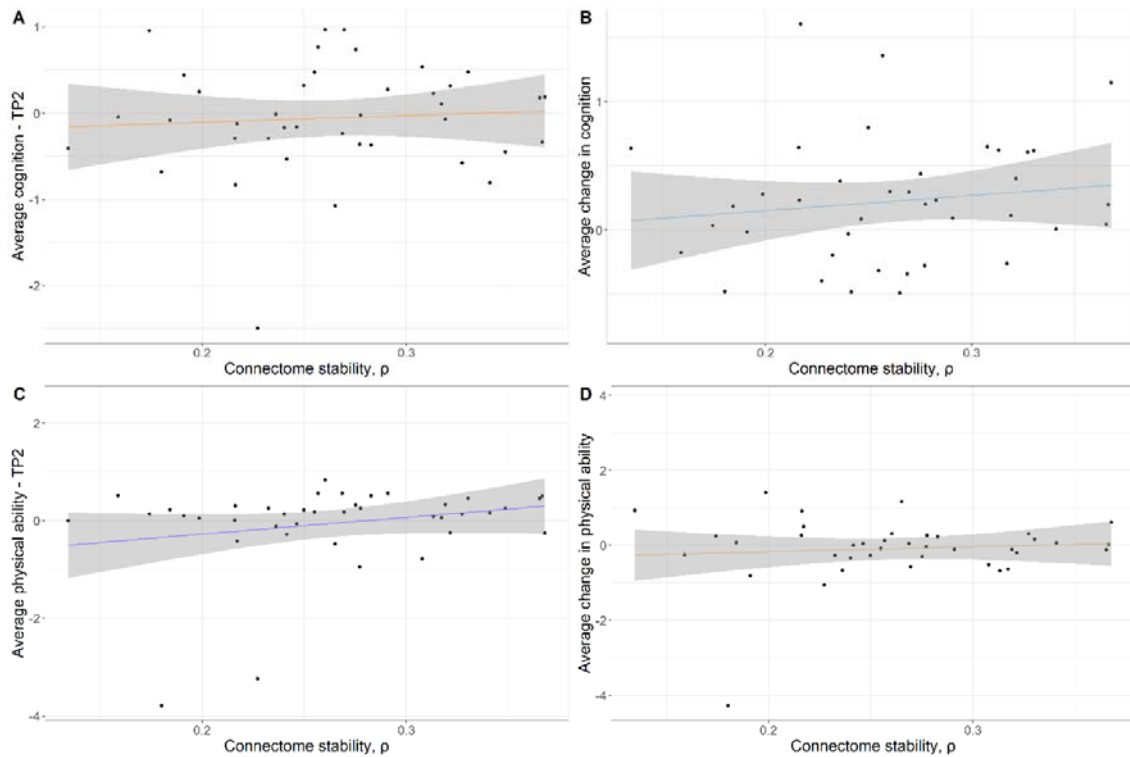 A
Average cognition - TP2
1
0
-1
-2
0.2
0.3
Connectome stability, ρ
B
Average change in cognition
1
0
0.2
0.3
Connectome stability, ρ
C
Average physical ability - TP2
2
0
-2
-4
0.2
0.3
Connectome stability, ρ
D
Average change in physical ability
4
2
0
-2
-4
0.2
0.3
Connectome stability, ρ